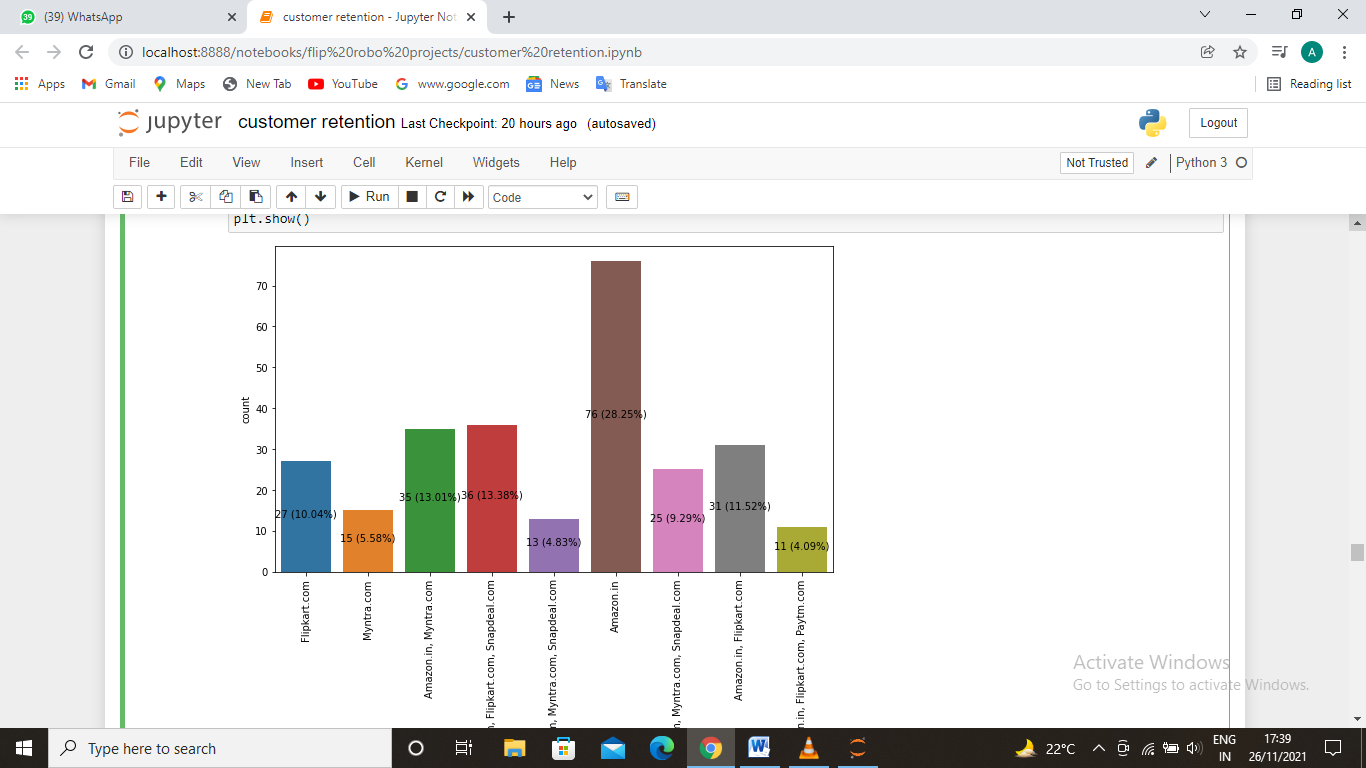 (39) WhatsApp
customer retention - Jupyter Not
localhost:8888/notebooks/flip%20robo%20projects/customer%20retention.ipynb
A
Apps
Gmail
Maps
New Tab
YouTube
www.google.com
News
Translate
Reading list
jupyter
customer retention Last Checkpoint: 20 hours ago (autosaved)
Logout
File Edit View Insert Cell Kernel Widgets Help
Not Trusted
Python 3
Run
Code
plt.show()
count
70
60
50
40
30
20
10
0
27 (10.04%)
15 (5.58%)
35 (13.01%)
36 (13.38%)
13 (4.83%)
76 (28.25%)
25 (9.29%)
31 (11.52%)
11 (4.09%)
Flipkart.com
Myntra.com
Amazon.in, Myntra.com
, Flipkart.com, Snapdeal.com
, Myntra.com, Snapdeal.com
Amazon.in
, Myntra.com, Snapdeal.com
Amazon.in, Flipkart.com
.in, Flipkart.com, Paytm.com
Activate Windows
Go to Settings to activate Windows.
Type here to search
22°C
ENG
IN
17:39
26/11/2021